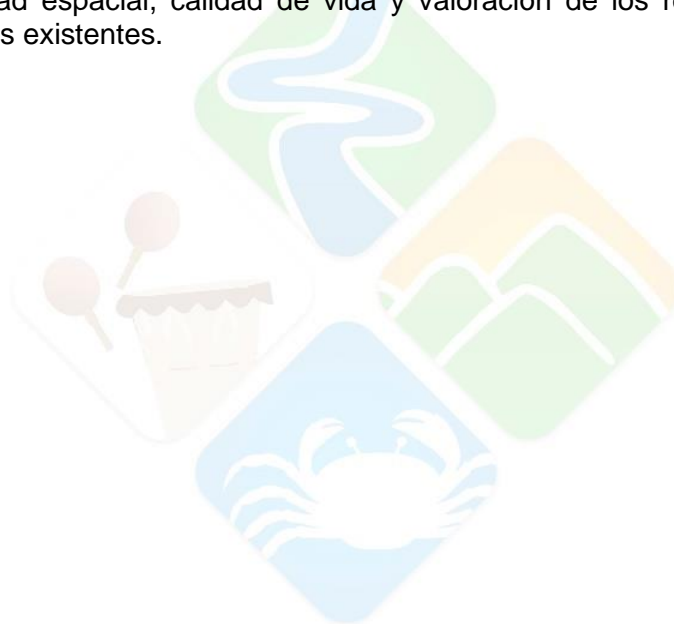 espacial, calidad de vida y valoración de los
existentes.